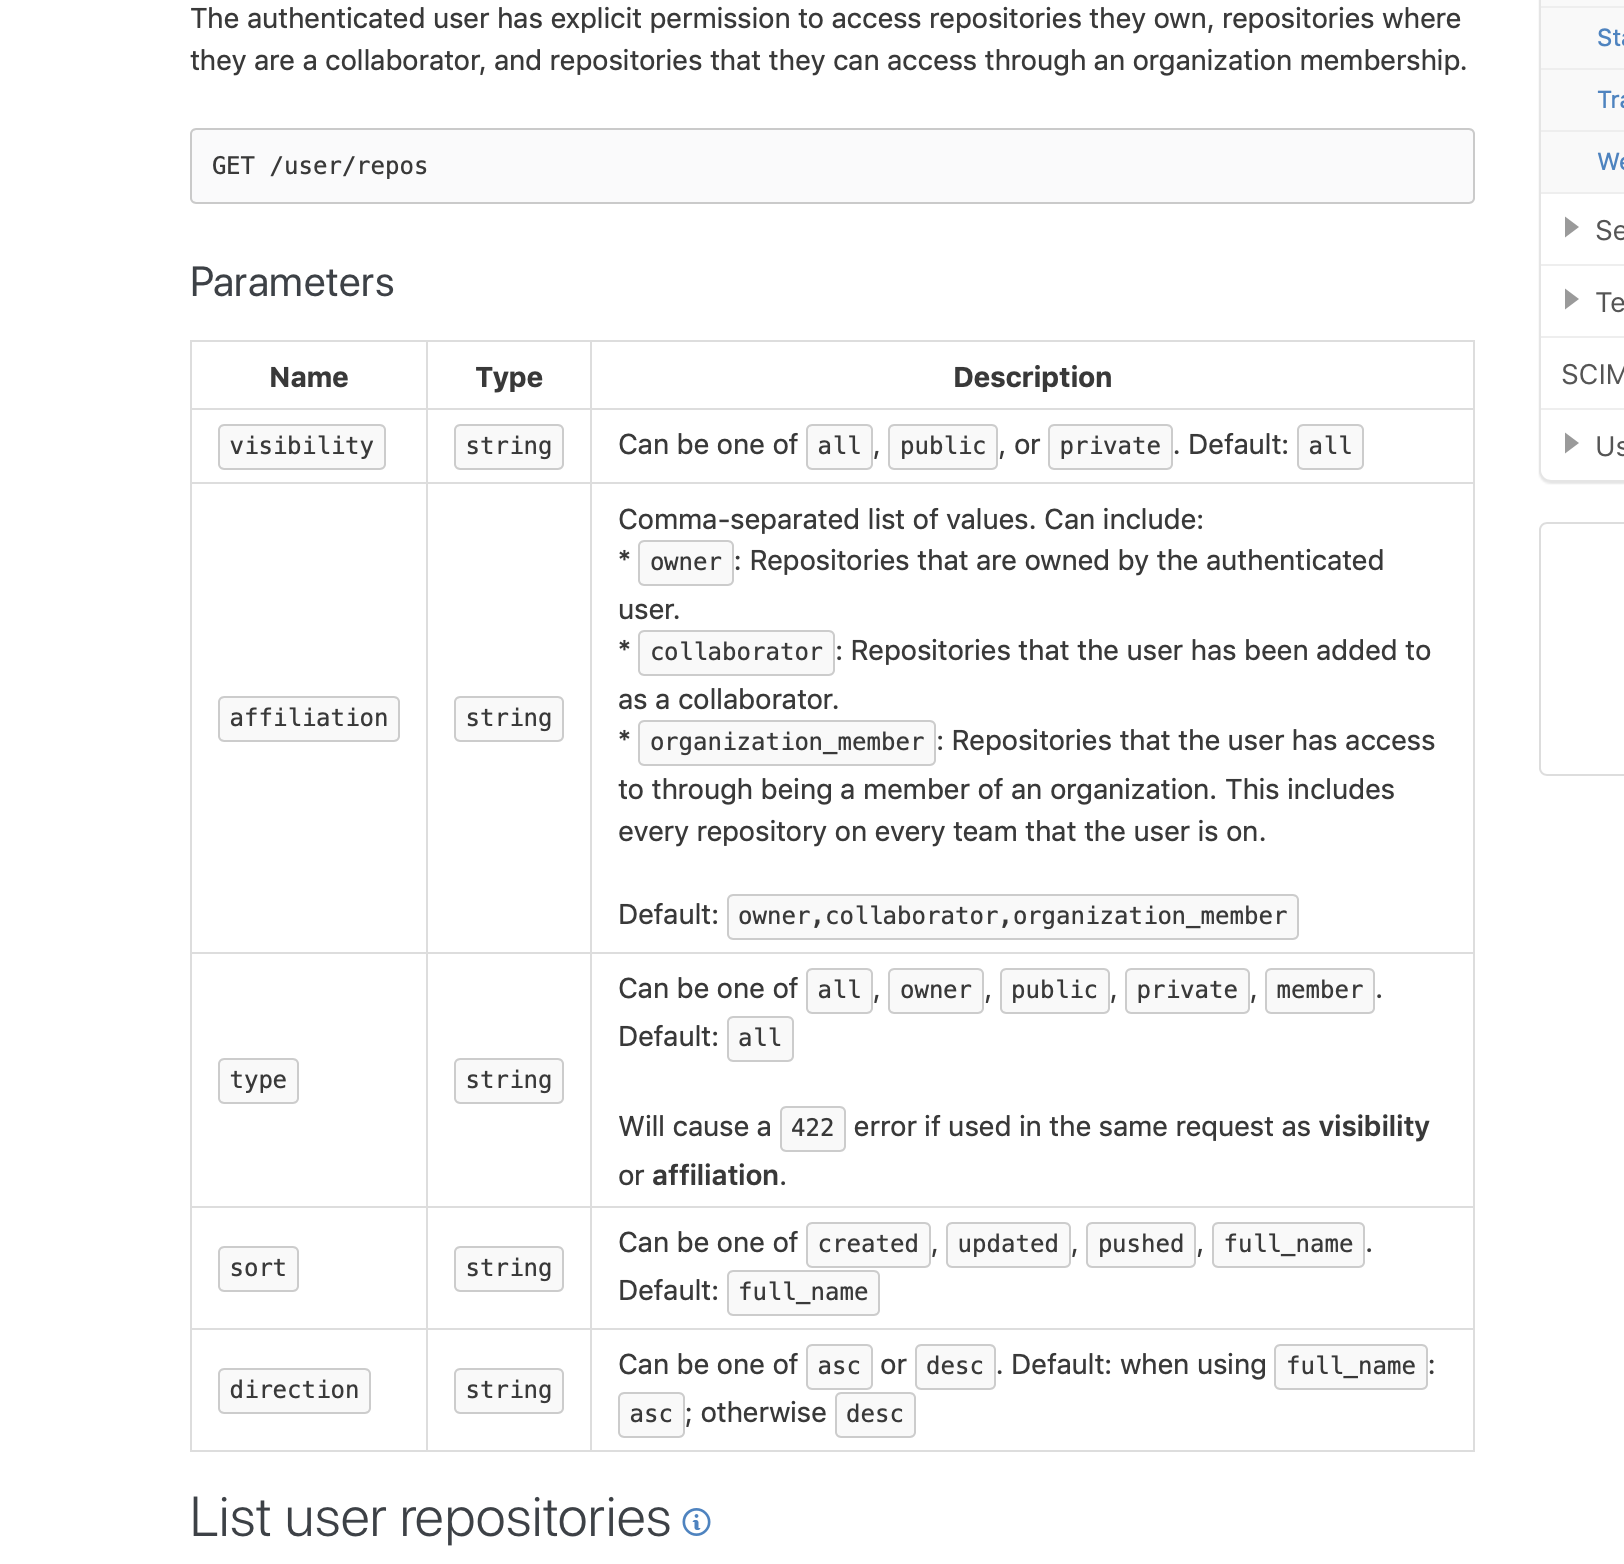 The authenticated user has explicit permission to access repositories they own, repositories where
they are a collaborator, and repositories that they can access through an organization membership.
GET /user/repos
Parameters
Name Type Description
visibility string Can be one of all, public, or private. Default: all
affiliation string Comma-separated list of values. Can include:
* owner: Repositories that are owned by the authenticated
user.
* collaborator: Repositories that the user has been added to
as a collaborator.
* organization_member: Repositories that the user has access
to through being a member of an organization. This includes
every repository on every team that the user is on.
Default: owner,collaborator,organization_member
type string Can be one of all, owner, public, private, member.
Default: all
Will cause a 422 error if used in the same request as visibility
or affiliation.
sort string Can be one of created, updated, pushed, full_name.
Default: full_name
direction string Can be one of asc or desc. Default: when using full_name:
asc; otherwise desc
List user repositories
Sta
Tra
We
Se
Te
SCIM
Us